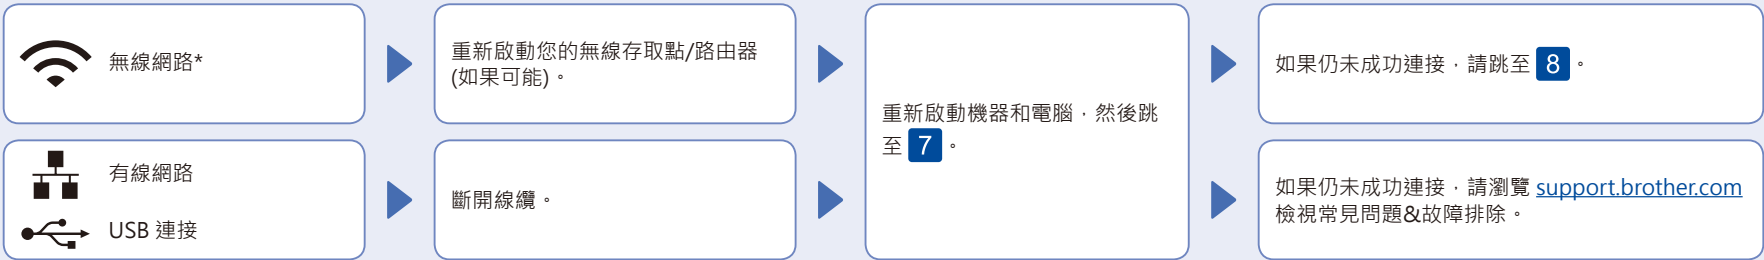 無線網路*
重新啟動您的無線存取點/路由器
(如果可能)。
重新啟動機器和電腦，然後跳
至 7 。
如果仍未成功連接，請跳至 8 。
有線網路
USB 連接
斷開線纜。
如果仍未成功連接，請瀏覽 support.brother.com
檢視常見問題&故障排除。